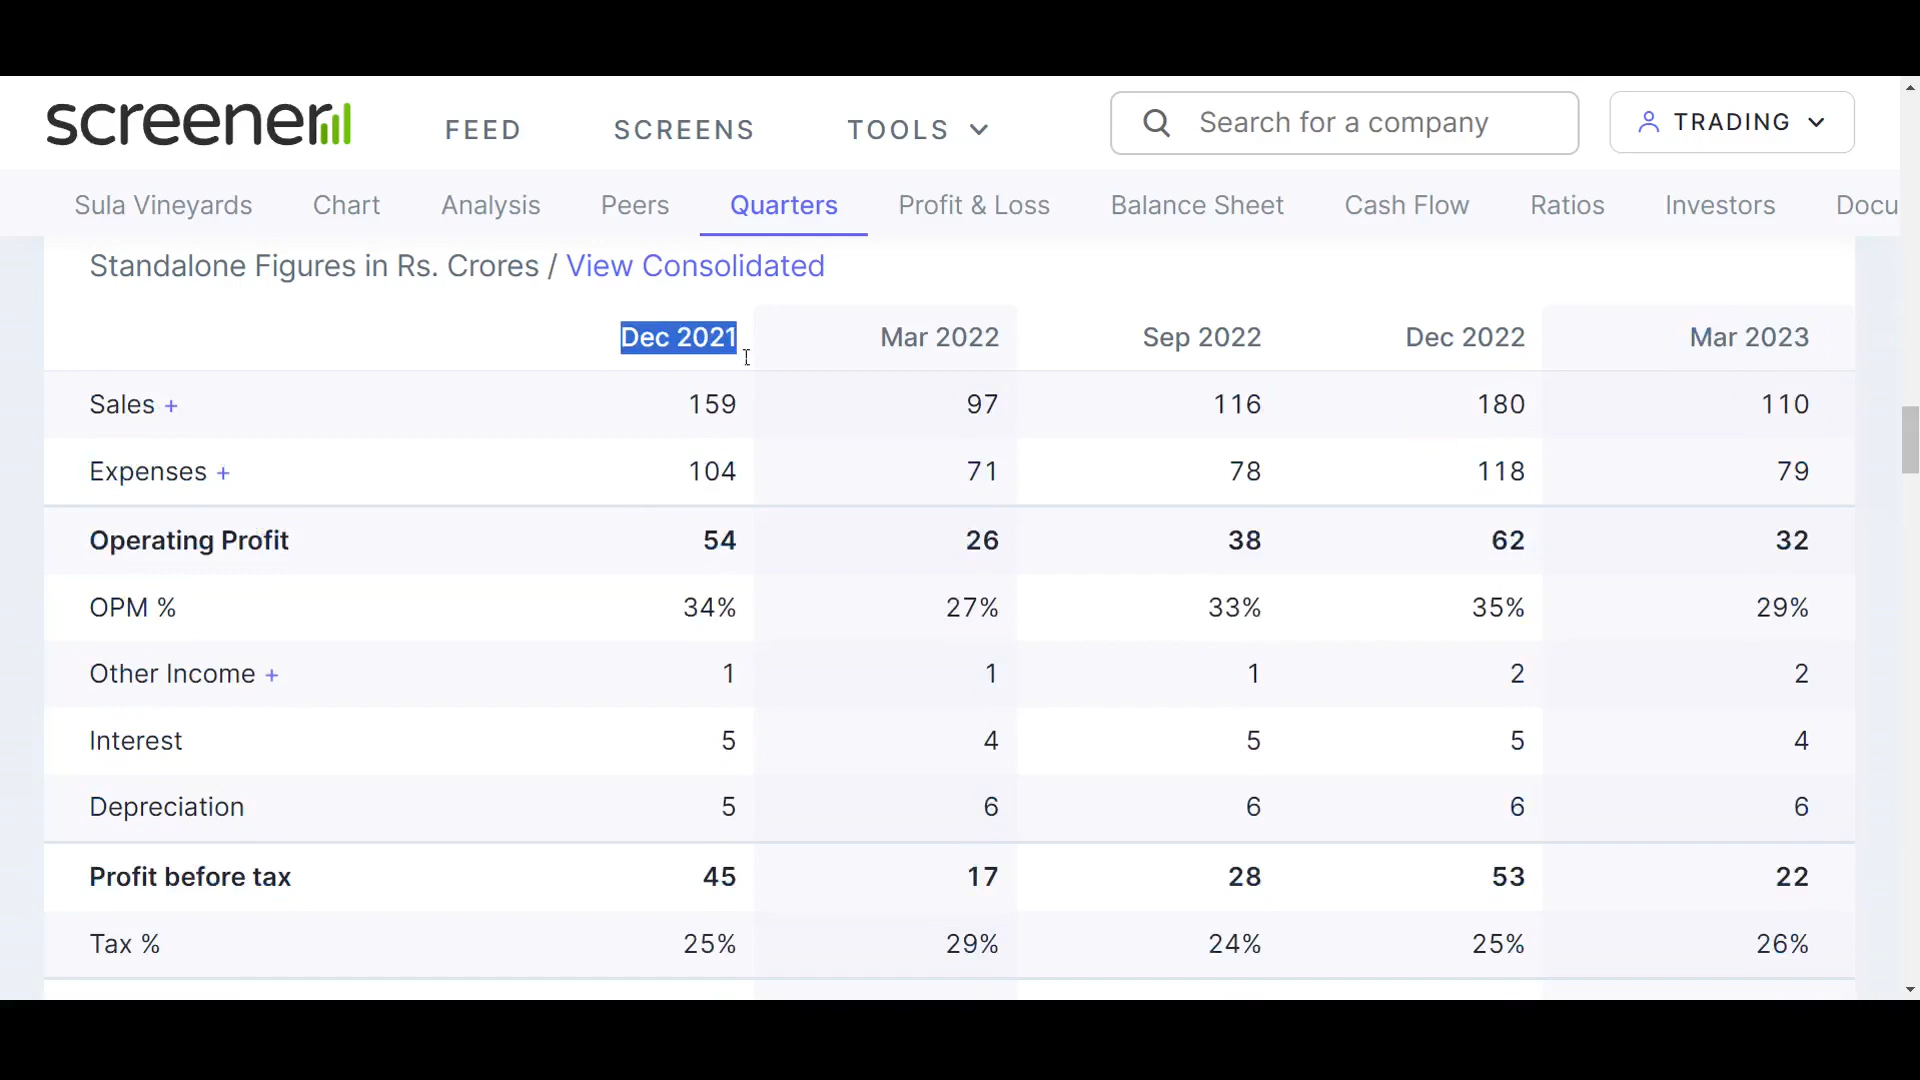 screener FEED SCREENS TOOLS Search for a company TRADING
Sula Vineyards Chart Analysis Peers Quarters Profit & Loss Balance Sheet Cash Flow Ratios Investors Docu
Standalone Figures in Rs. Crores / View Consolidated
Dec 2021 Mar 2022 Sep 2022 Dec 2022 Mar 2023
Sales + 159 97 116 180 110
Expenses + 104 71 78 118 79
Operating Profit 54 26 38 62 32
OPM % 34% 27% 33% 35% 29%
Other Income + 1 1 1 2 2
Interest 5 4 5 5 4
Depreciation 5 6 6 6 6
Profit before tax 45 17 28 53 22
Tax % 25% 29% 24% 25% 26%